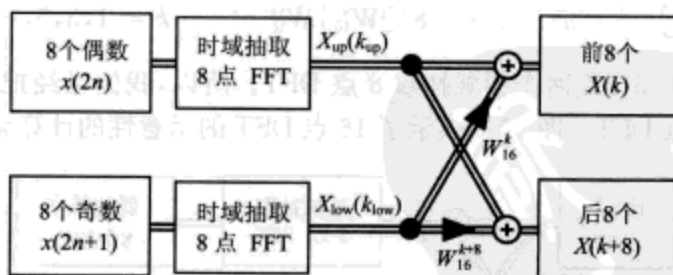 8个偶数
x(2n)
时域抽取
8 点 FFT
X_up(k_up)
前8个
X(k)
W_16^k
8个奇数
x(2n+1)
时域抽取
8 点 FFT
X_low(k_low)
W_16^{k+8}
后8个
X(k+8)